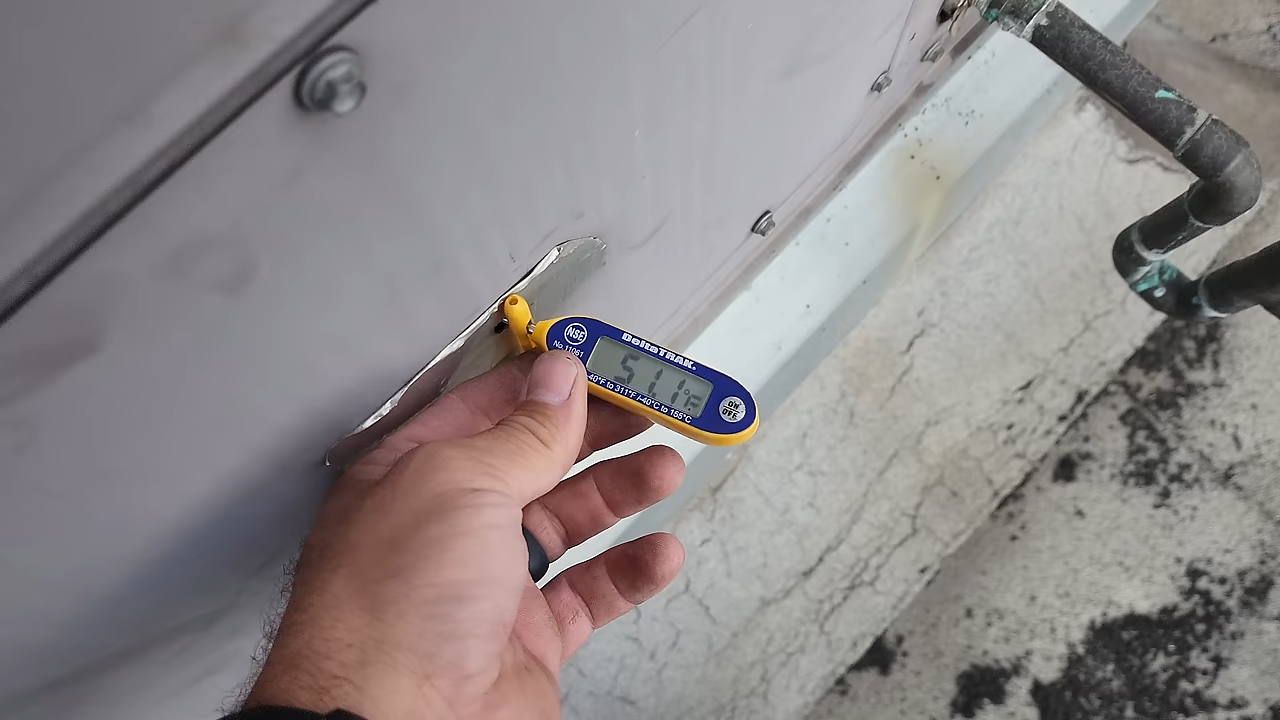 NSF
No.11061
DeltaTRAK®
51.1°F
-40°F to 311°F /-40°C to 155°C
ON
OFF